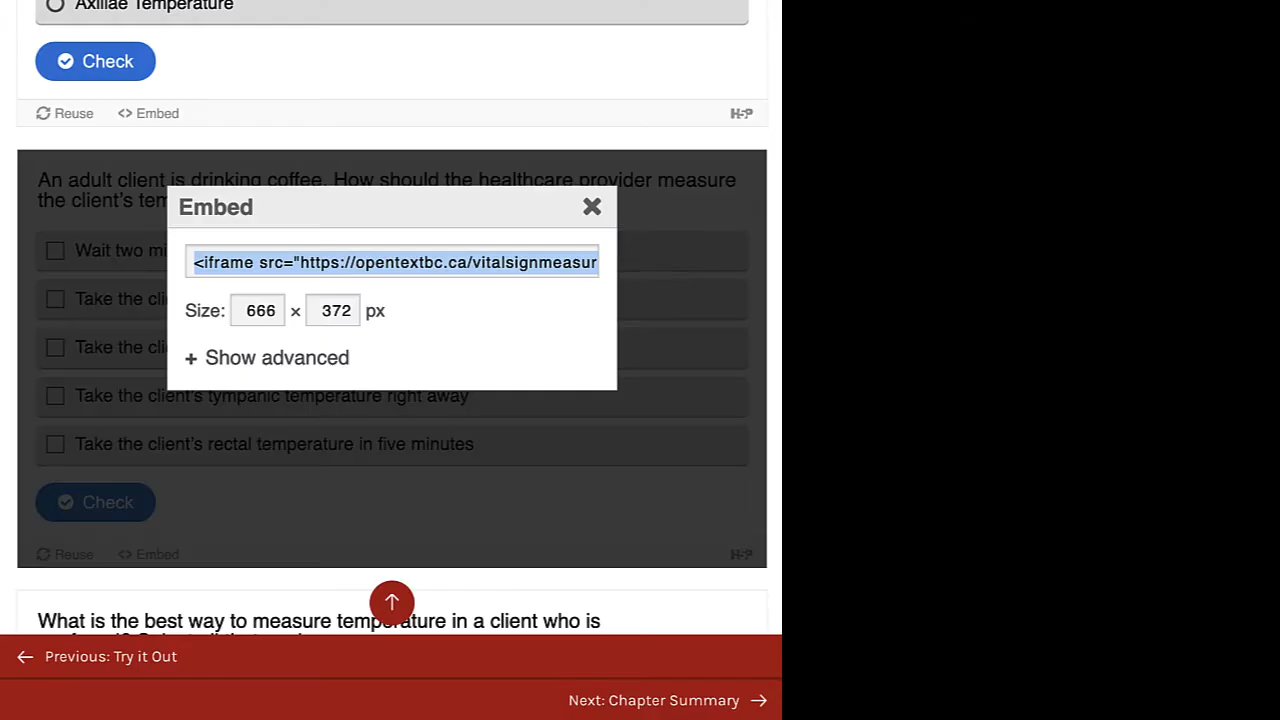 Axillae Temperature
Check
Reuse
<> Embed
H-P
An adult client is drinking coffee. How should the healthcare provider measure
the client's tem
Embed
<iframe src="https://opentextbc.ca/vitalsignmeasur
Wait two mi
Size: 666 × 372 px
Take the cli
Take the cli
+ Show advanced
Take the client's tympanic temperature right away
Take the client's rectal temperature in five minutes
Check
Reuse
<> Embed
H-P
What is the best way to measure temperature in a client who is
← Previous: Try it Out
Next: Chapter Summary →